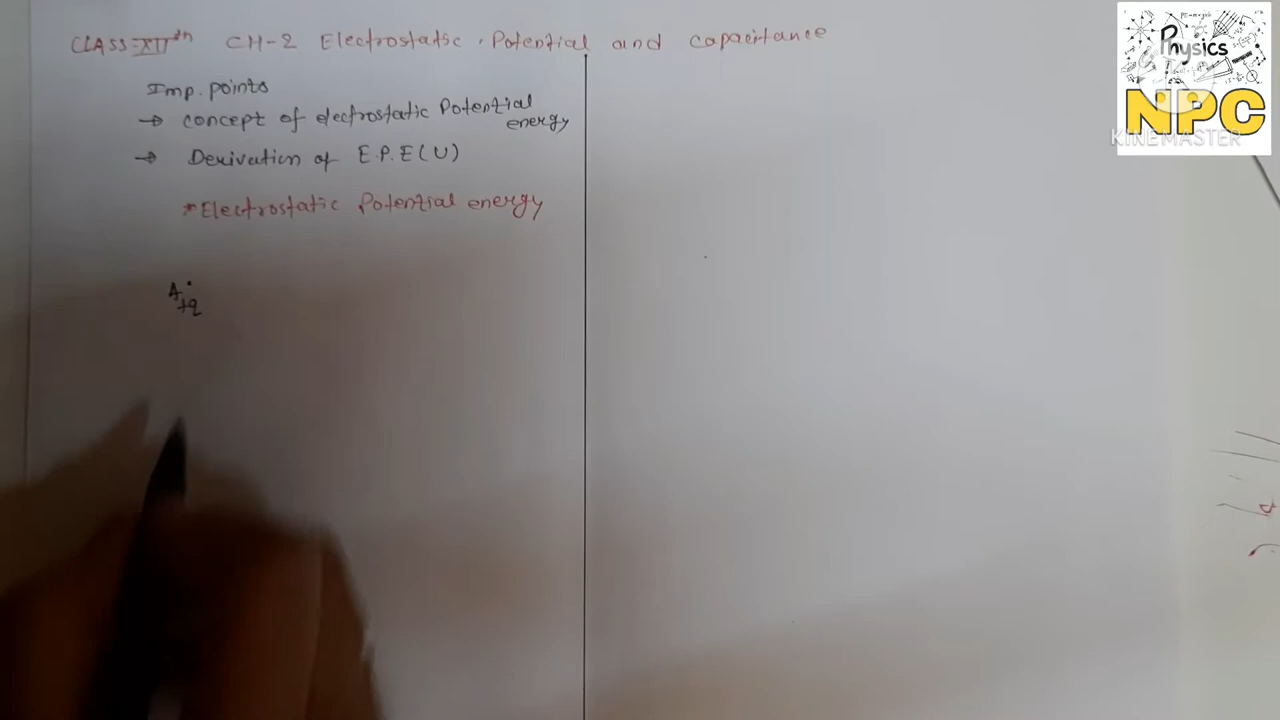 CLASS-XIIth CH-2 Electrostatic Potential and capacitance
Imp. points
→ concept of electrostatic Potential energy
→ Derivation of E.P.E(U)
*Electrostatic Potential energy
A
+q
Physics
NPC
KINEMASTER